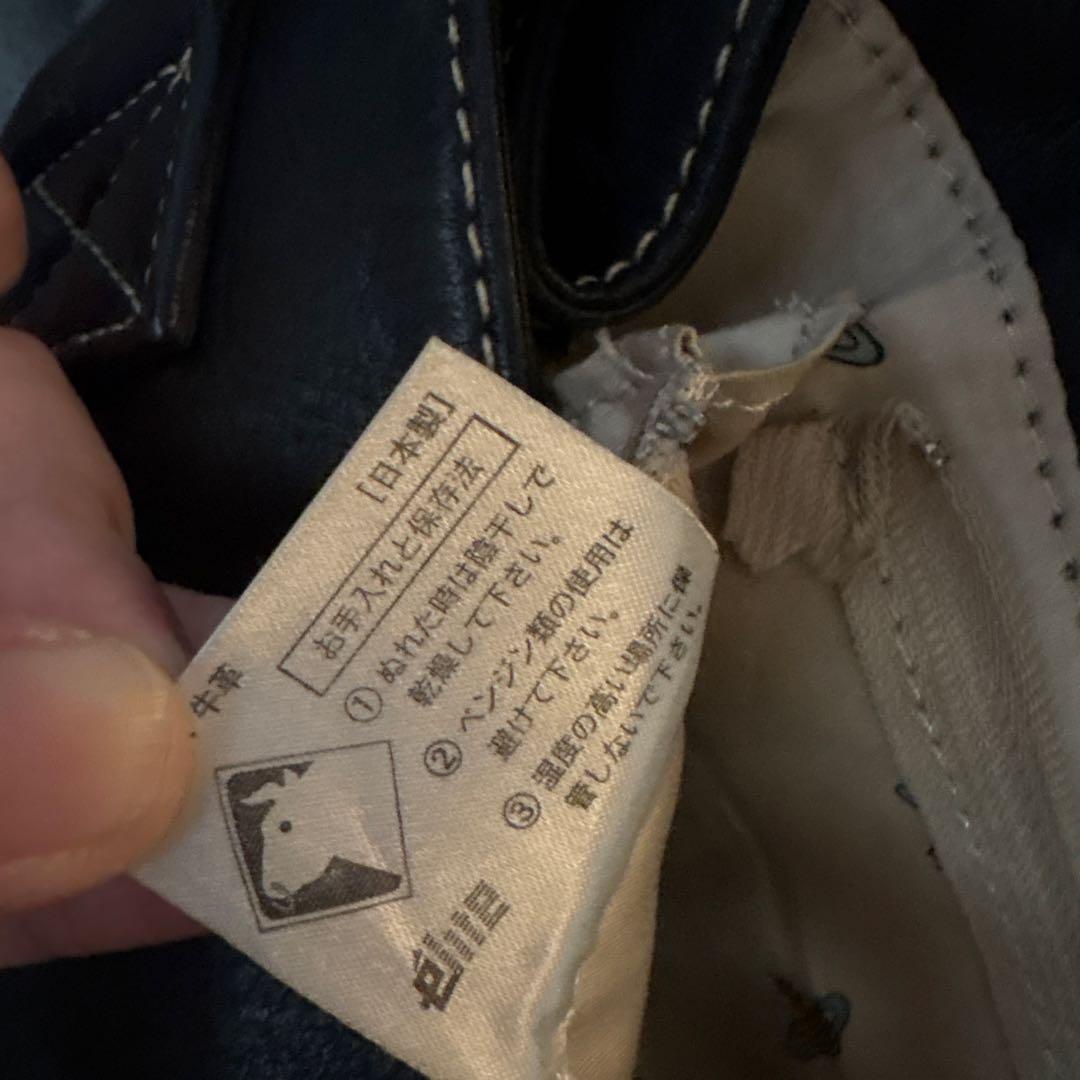 [日本製]
お手入れと保存法
① ぬれた時は陰干しで
乾燥して下さい。
② ベンジン類の使用は
避けて下さい。
③ 湿度の高い場所に保
管しないで下さい。
牛革